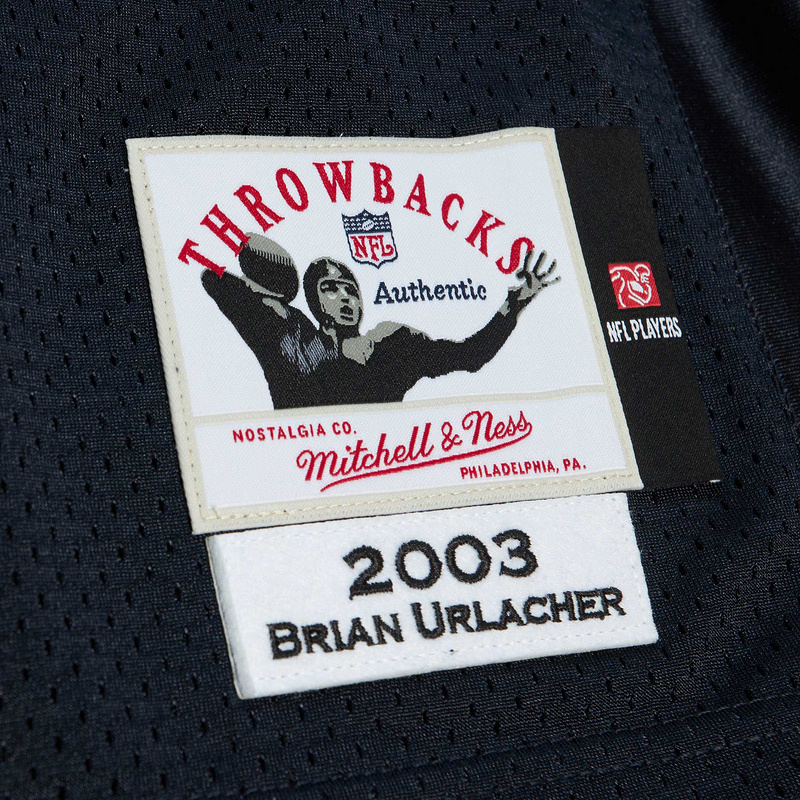 THROWBACKS
NFL
Authentic
NFL PLAYERS
NOSTALGIA CO.
Mitchell & Ness
PHILADELPHIA, PA.
2003
BRIAN URLACHER